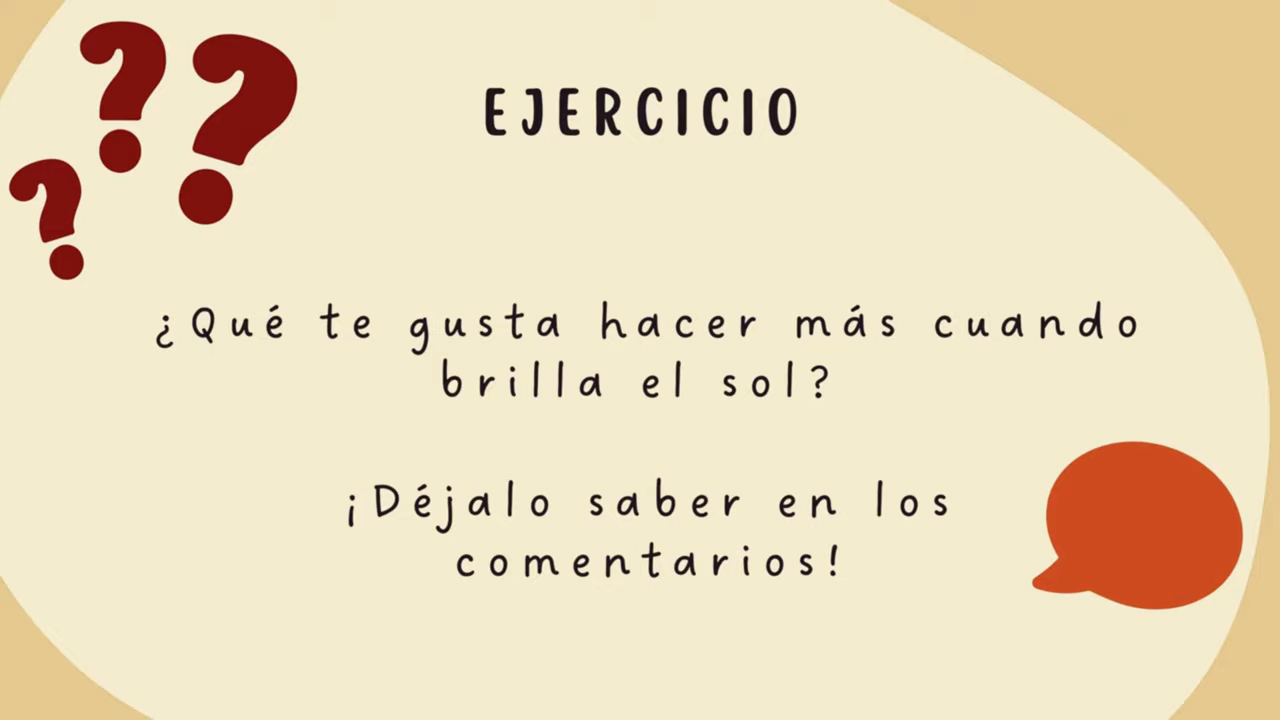 EJERCICIO
¿Qué te gusta hacer más cuando
brilla el sol?
¡Déjalo saber en los
comentarios!